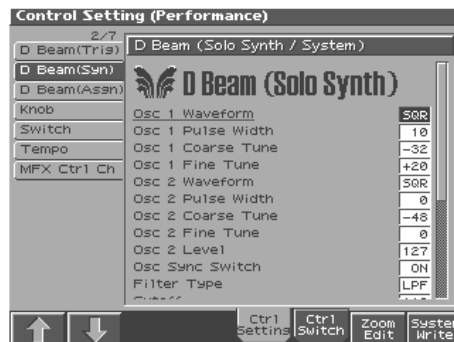 Control Setting (Performance)
2/7
D Beam(Trig)
D Beam(Syn)
D Beam(Assn)
Knob
Switch
Tempo
MFX Ctrl Ch
D Beam (Solo Synth / System)
D Beam (Solo Synth)
Osc 1 Waveform SQR
Osc 1 Pulse Width 10
Osc 1 Coarse Tune -32
Osc 1 Fine Tune +20
Osc 2 Waveform SQR
Osc 2 Pulse Width 0
Osc 2 Coarse Tune -48
Osc 2 Fine Tune 0
Osc 2 Level 127
Osc Sync Switch ON
Filter Type LPF
Ctrl Setting
Ctrl Switch
Zoom Edit
System Write